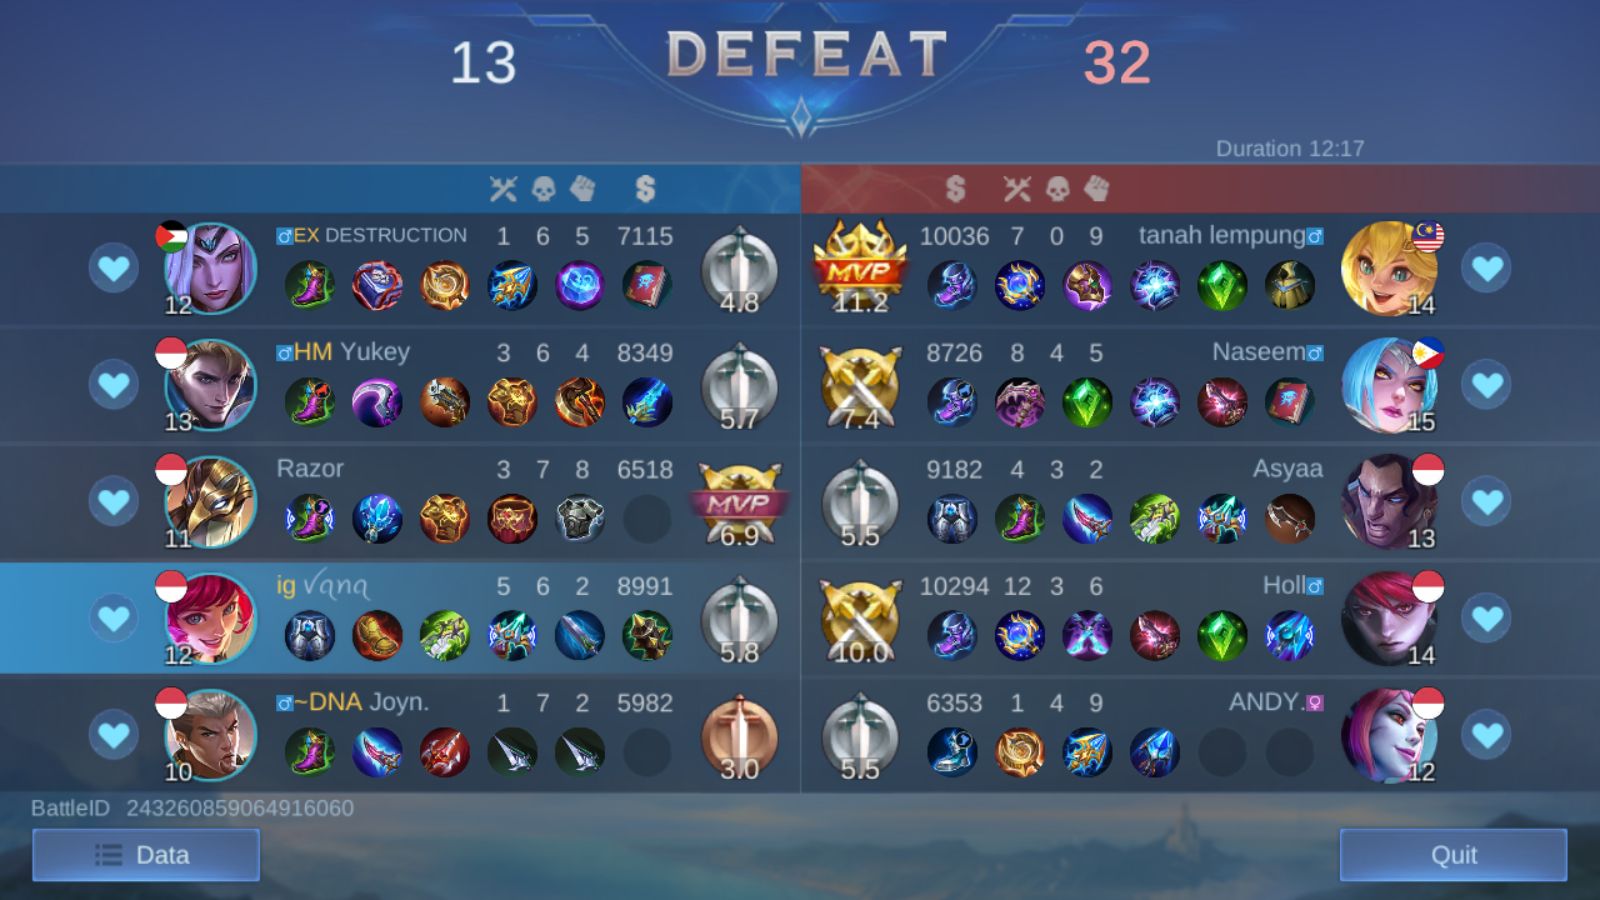 13 DEFEAT 32
Duration 12:17
EX DESTRUCTION 1 6 5 7115
12 4.8
MVP 11.2 10036 7 0 9 tanah lempung
14
HM Yukey 3 6 4 8349
13 5.7
7.4 8726 8 4 5 Naseem
15
Razor 3 7 8 6518
11 MVP 6.9
5.5 9182 4 3 2 Asyaa
13
ig Vana 5 6 2 8991
12 5.8
10.0 10294 12 3 6 Holl
14
~DNA Joyn. 1 7 2 5982
10 3.0
5.5 6353 1 4 9 ANDY.
12
BattleID 243260859064916060
Data
Quit